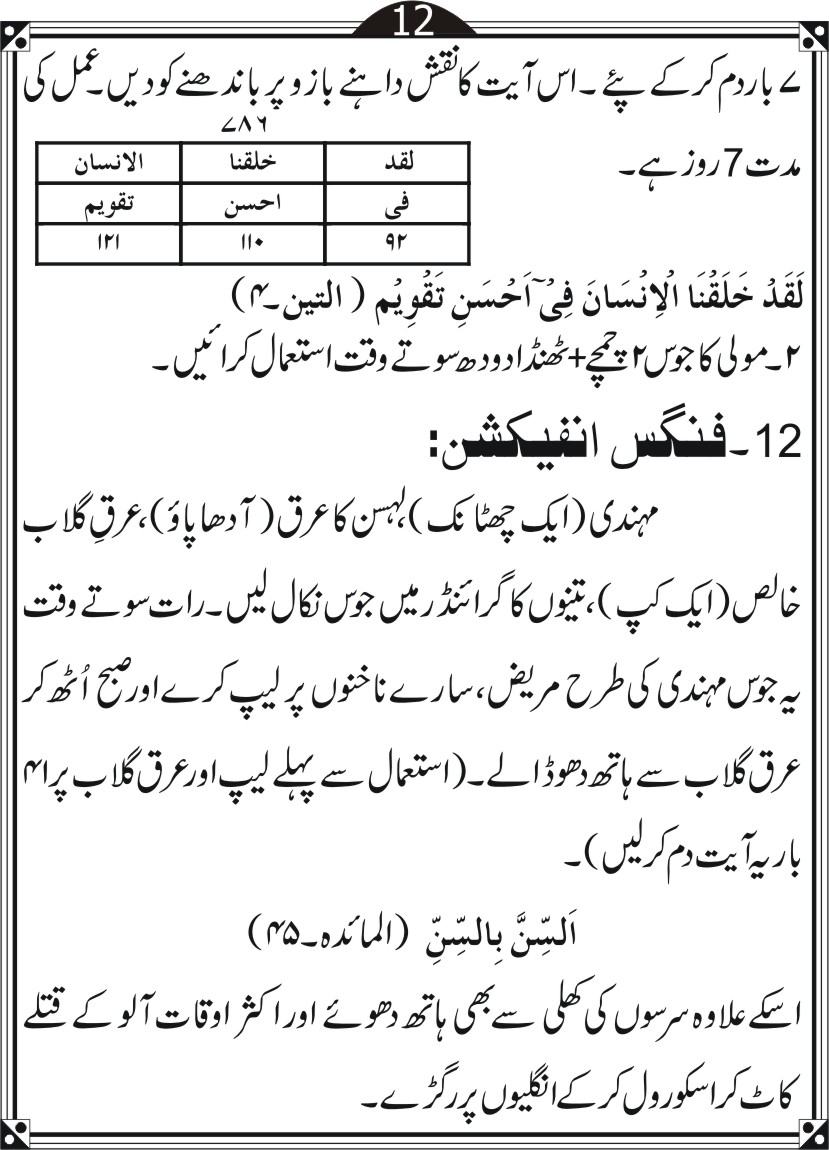 12
۷ بار دم کر کے پئے ۔ اس آیت کا نقش داہنے بازو پر باندھنے کو دیں۔ عمل کی
مدت 7 روز ہے۔
۷۸۶
لقد خلقنا الانسان
فی احسن تقویم
۹۲ ۱۱۰ ۱۲۱
لَقَدْ خَلَقْنَا الْاِنْسَانَ فِیْٓ اَحْسَنِ تَقْوِیْمٍ ( التین۔۴)
۲۔مولی کا جوس ۲ چمچے+ٹھنڈا دودھ سوتے وقت استعمال کرائیں۔
12۔فنگس انفیکشن:
مہندی (ایک چھٹانک)،لہسن کا عرق ( آدھا پاؤ)،عرقِ گلاب
خالص (ایک کپ )، تینوں کا گرائنڈر میں جوس نکال لیں۔رات سوتے وقت
یہ جوس مہندی کی طرح مریض،سارے ناخنوں پر لیپ کرے اور صبح اُٹھ کر
عرق گلاب سے ہاتھ دھو ڈالے۔(استعمال سے پہلے لیپ اور عرق گلاب پر ۴۱
بار یہ آیت دم کر لیں)۔
اَلسِّنَّ بِالسِّنِّ (المائدہ۔۴۵)
اسکے علاوہ سرسوں کی کھلی سے بھی ہاتھ دھوئے اور اکثر اوقات آلو کے قتلے
کاٹ کر اسکو رول کر کے انگلیوں پر رگڑے۔